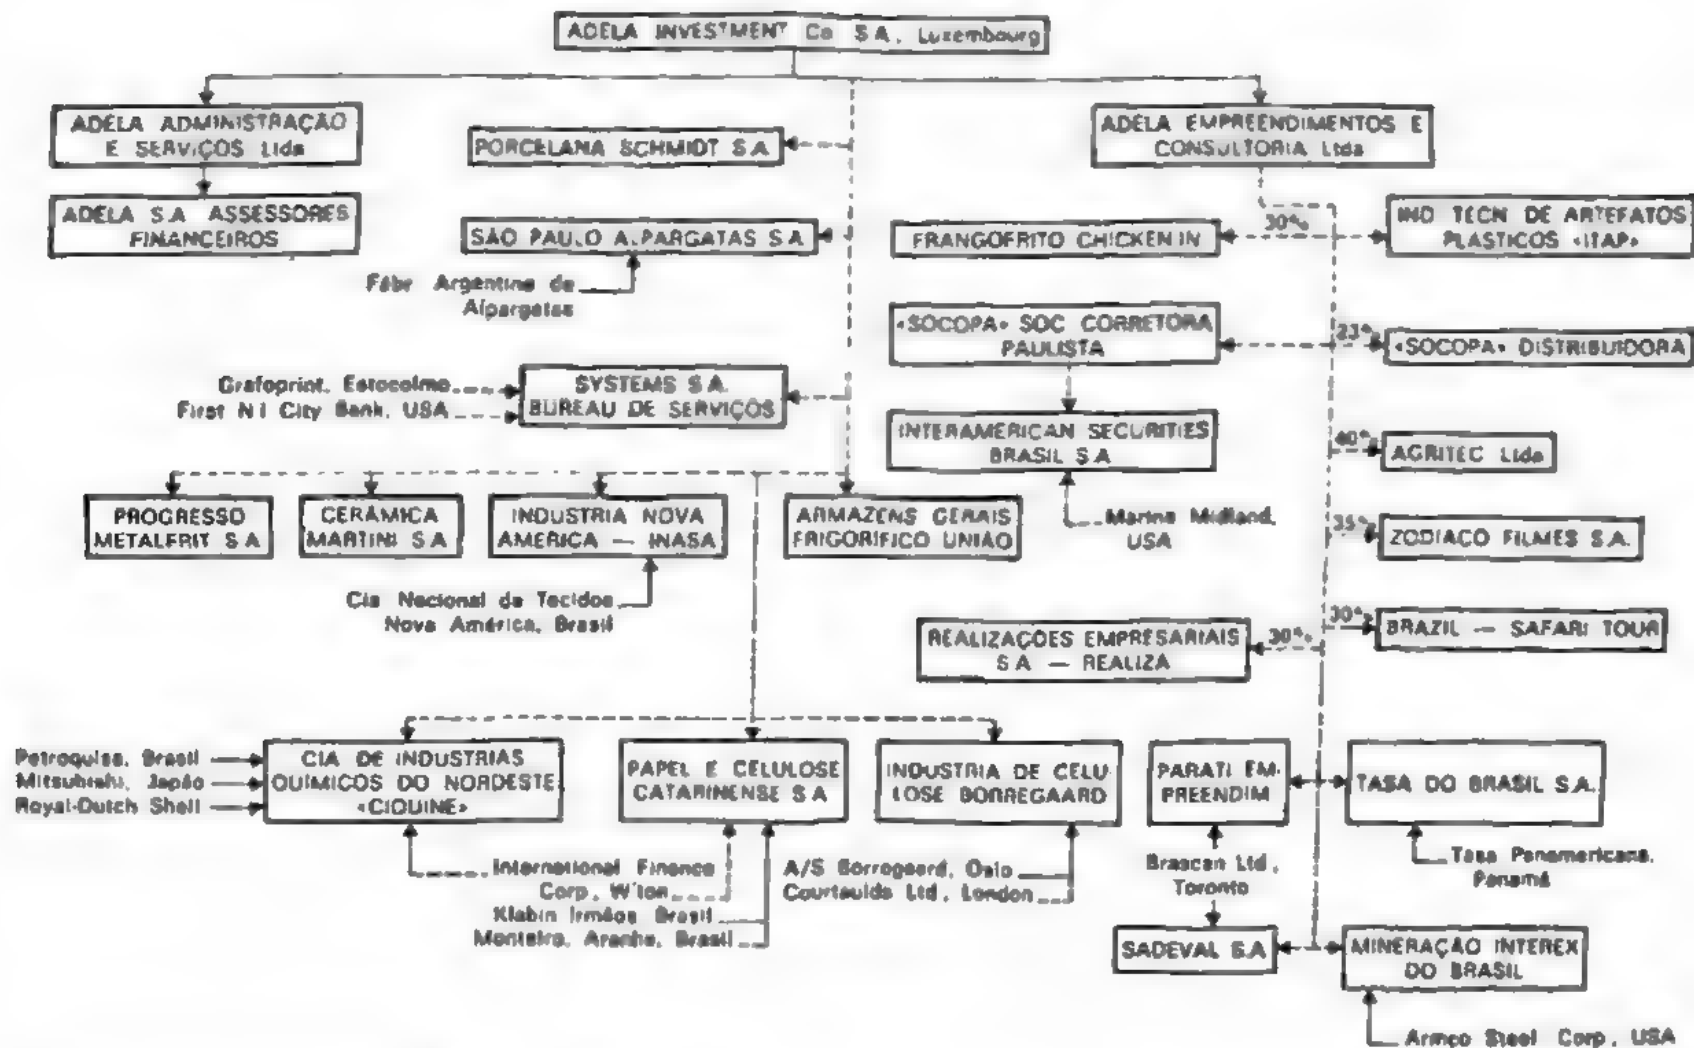 ADELA INVESTMENT Co S.A., Luxembourg
ADELA ADMINISTRAÇÃO
E SERVIÇOS Ltda
ADELA S.A. ASSESSORES
FINANCEIROS
PORCELANA SCHMIDT S.A
SÃO PAULO ALPARGATAS S.A
Fábr Argentina de
Alpargatas
ADELA EMPREENDIMENTOS E
CONSULTORIA Ltda
30%
FRANGOFRITO CHICKEN IN
IND TECN DE ARTEFATOS
PLASTICOS «ITAP»
«SOCOPA» SOC CORRETORA
PAULISTA
23%
«SOCOPA» DISTRIBUIDORA
Grafoprint, Estocolmo
First N I City Bank, USA
SYSTEMS S.A.
BUREAU DE SERVIÇOS
INTERAMERICAN SECURITIES
BRASIL S.A
Marine Midland,
USA
40%
AGRITEC Ltda
PROGRESSO
METALFRIT S.A
CERÂMICA
MARTINI S.A
INDUSTRIA NOVA
AMERICA — INASA
ARMAZENS GERAIS
FRIGORÍFICO UNIÃO
35%
ZODIACO FILMES S.A.
Cia Nacional de Tecidos
Nova América, Brasil
REALIZAÇÕES EMPRESARIAIS
S.A — REALIZA
30%
30%
BRAZIL — SAFARI TOUR
Petroquisa, Brasil
Mitsubishi, Japão
Royal-Dutch Shell
CIA DE INDUSTRIAS
QUÍMICOS DO NORDESTE
«CIQUINE»
PAPEL E CELULOSE
CATARINENSE S.A
INDUSTRIA DE CELU
LOSE BORREGAARD
PARATI EM-
PREENDIM
TASA DO BRASIL S.A.
International Finance
Corp, W'ton
Klabin Irmãos, Brasil
Monteiro, Aranha, Brasil
A/S Borregaard, Oslo
Courtaulds Ltd, London
Brascan Ltd,
Toronto
Tasa Panamericana,
Panamá
SADEVAL S.A
MINERAÇÃO INTEREX
DO BRASIL
Armco Steel Corp, USA